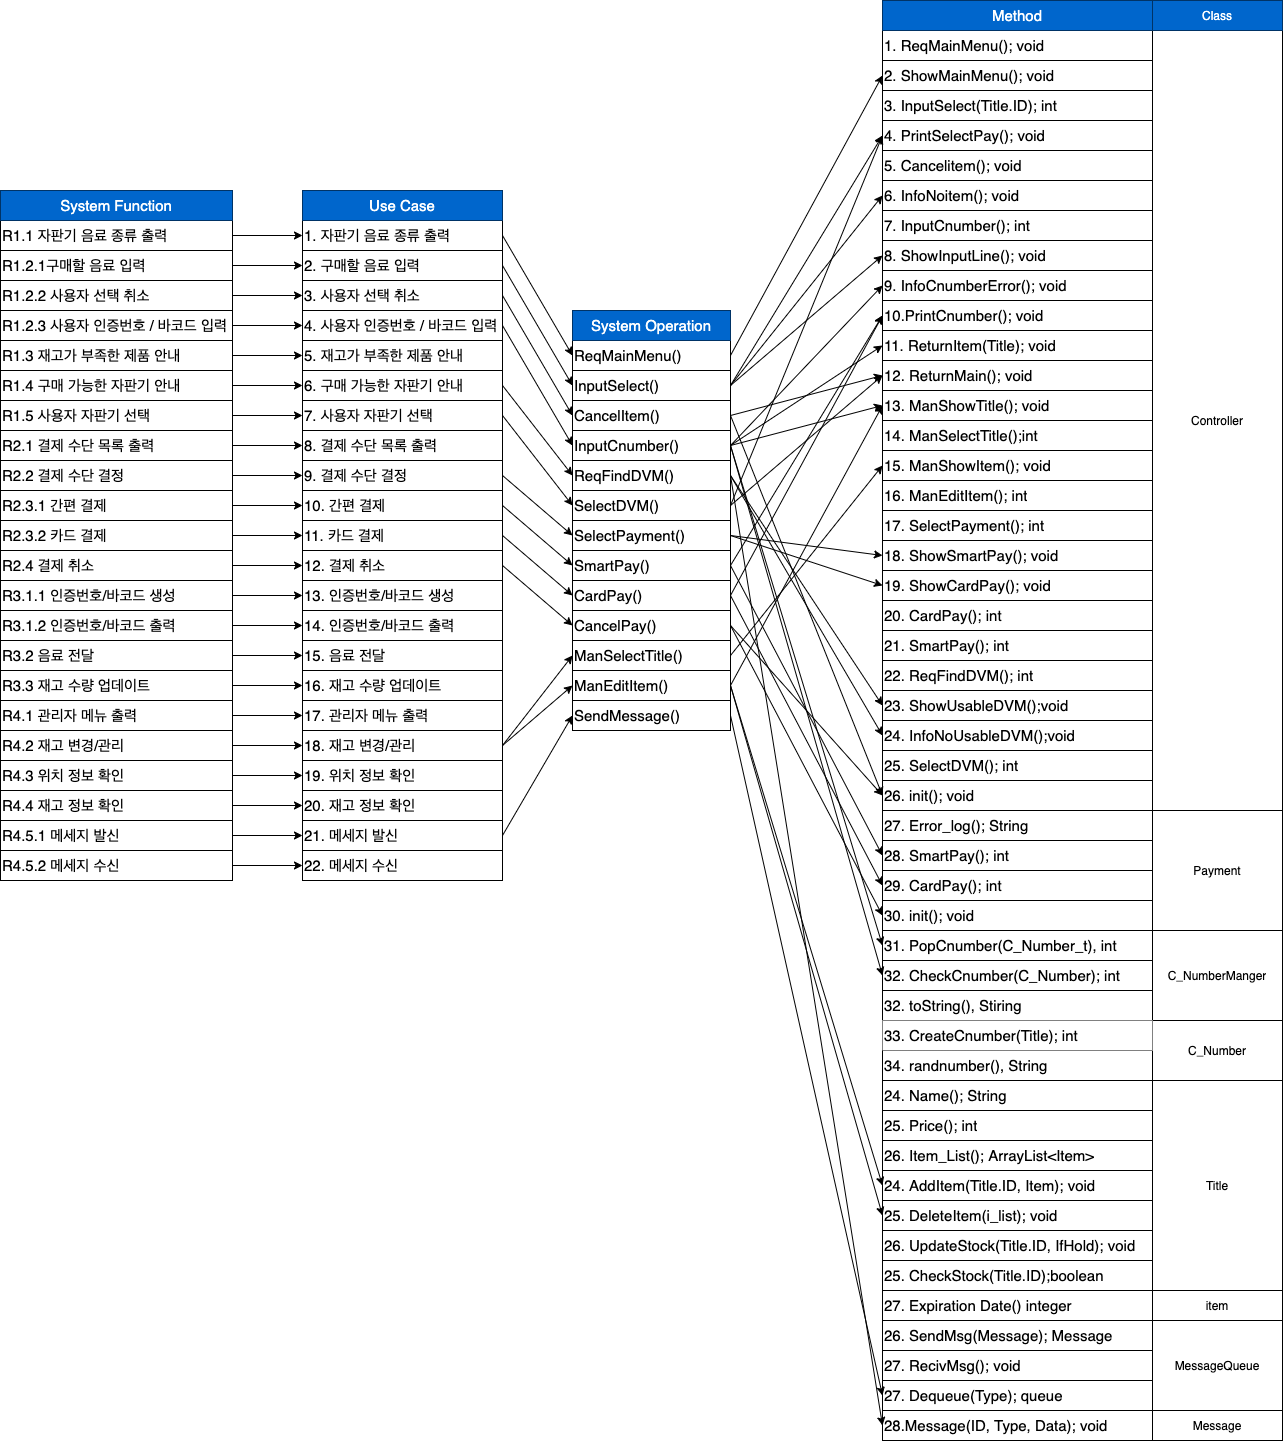 System Function
R1.1 자판기 음료 종류 출력
R1.2.1구매할 음료 입력
R1.2.2 사용자 선택 취소
R1.2.3 사용자 인증번호 / 바코드 입력
R1.3 재고가 부족한 제품 안내
R1.4 구매 가능한 자판기 안내
R1.5 사용자 자판기 선택
R2.1 결제 수단 목록 출력
R2.2 결제 수단 결정
R2.3.1 간편 결제
R2.3.2 카드 결제
R2.4 결제 취소
R3.1.1 인증번호/바코드 생성
R3.1.2 인증번호/바코드 출력
R3.2 음료 전달
R3.3 재고 수량 업데이트
R4.1 관리자 메뉴 출력
R4.2 재고 변경/관리
R4.3 위치 정보 확인
R4.4 재고 정보 확인
R4.5.1 메세지 발신
R4.5.2 메세지 수신
Use Case
1. 자판기 음료 종류 출력
2. 구매할 음료 입력
3. 사용자 선택 취소
4. 사용자 인증번호 / 바코드 입력
5. 재고가 부족한 제품 안내
6. 구매 가능한 자판기 안내
7. 사용자 자판기 선택
8. 결제 수단 목록 출력
9. 결제 수단 결정
10. 간편 결제
11. 카드 결제
12. 결제 취소
13. 인증번호/바코드 생성
14. 인증번호/바코드 출력
15. 음료 전달
16. 재고 수량 업데이트
17. 관리자 메뉴 출력
18. 재고 변경/관리
19. 위치 정보 확인
20. 재고 정보 확인
21. 메세지 발신
22. 메세지 수신
System Operation
ReqMainMenu()
InputSelect()
CancelItem()
InputCnumber()
ReqFindDVM()
SelectDVM()
SelectPayment()
SmartPay()
CardPay()
CancelPay()
ManSelectTitle()
ManEditItem()
SendMessage()
Method
Class
1. ReqMainMenu(); void
2. ShowMainMenu(); void
3. InputSelect(Title.ID); int
4. PrintSelectPay(); void
5. Cancelitem(); void
6. InfoNoitem(); void
7. InputCnumber(); int
8. ShowInputLine(); void
9. InfoCnumberError(); void
10.PrintCnumber(); void
11. ReturnItem(Title); void
12. ReturnMain(); void
13. ManShowTitle(); void
14. ManSelectTitle();int
15. ManShowItem(); void
16. ManEditItem(); int
17. SelectPayment(); int
18. ShowSmartPay(); void
19. ShowCardPay(); void
20. CardPay(); int
21. SmartPay(); int
22. ReqFindDVM(); int
23. ShowUsableDVM();void
24. InfoNoUsableDVM();void
25. SelectDVM(); int
26. init(); void
Controller
27. Error_log(); String
28. SmartPay(); int
29. CardPay(); int
30. init(); void
Payment
31. PopCnumber(C_Number_t), int
32. CheckCnumber(C_Number); int
32. toString(), Stiring
C_NumberManger
33. CreateCnumber(Title); int
34. randnumber(), String
C_Number
24. Name(); String
25. Price(); int
26. Item_List(); ArrayList<Item>
24. AddItem(Title.ID, Item); void
25. DeleteItem(i_list); void
26. UpdateStock(Title.ID, IfHold); void
25. CheckStock(Title.ID);boolean
Title
27. Expiration Date() integer
item
26. SendMsg(Message); Message
27. RecivMsg(); void
27. Dequeue(Type); queue
MessageQueue
28.Message(ID, Type, Data); void
Message